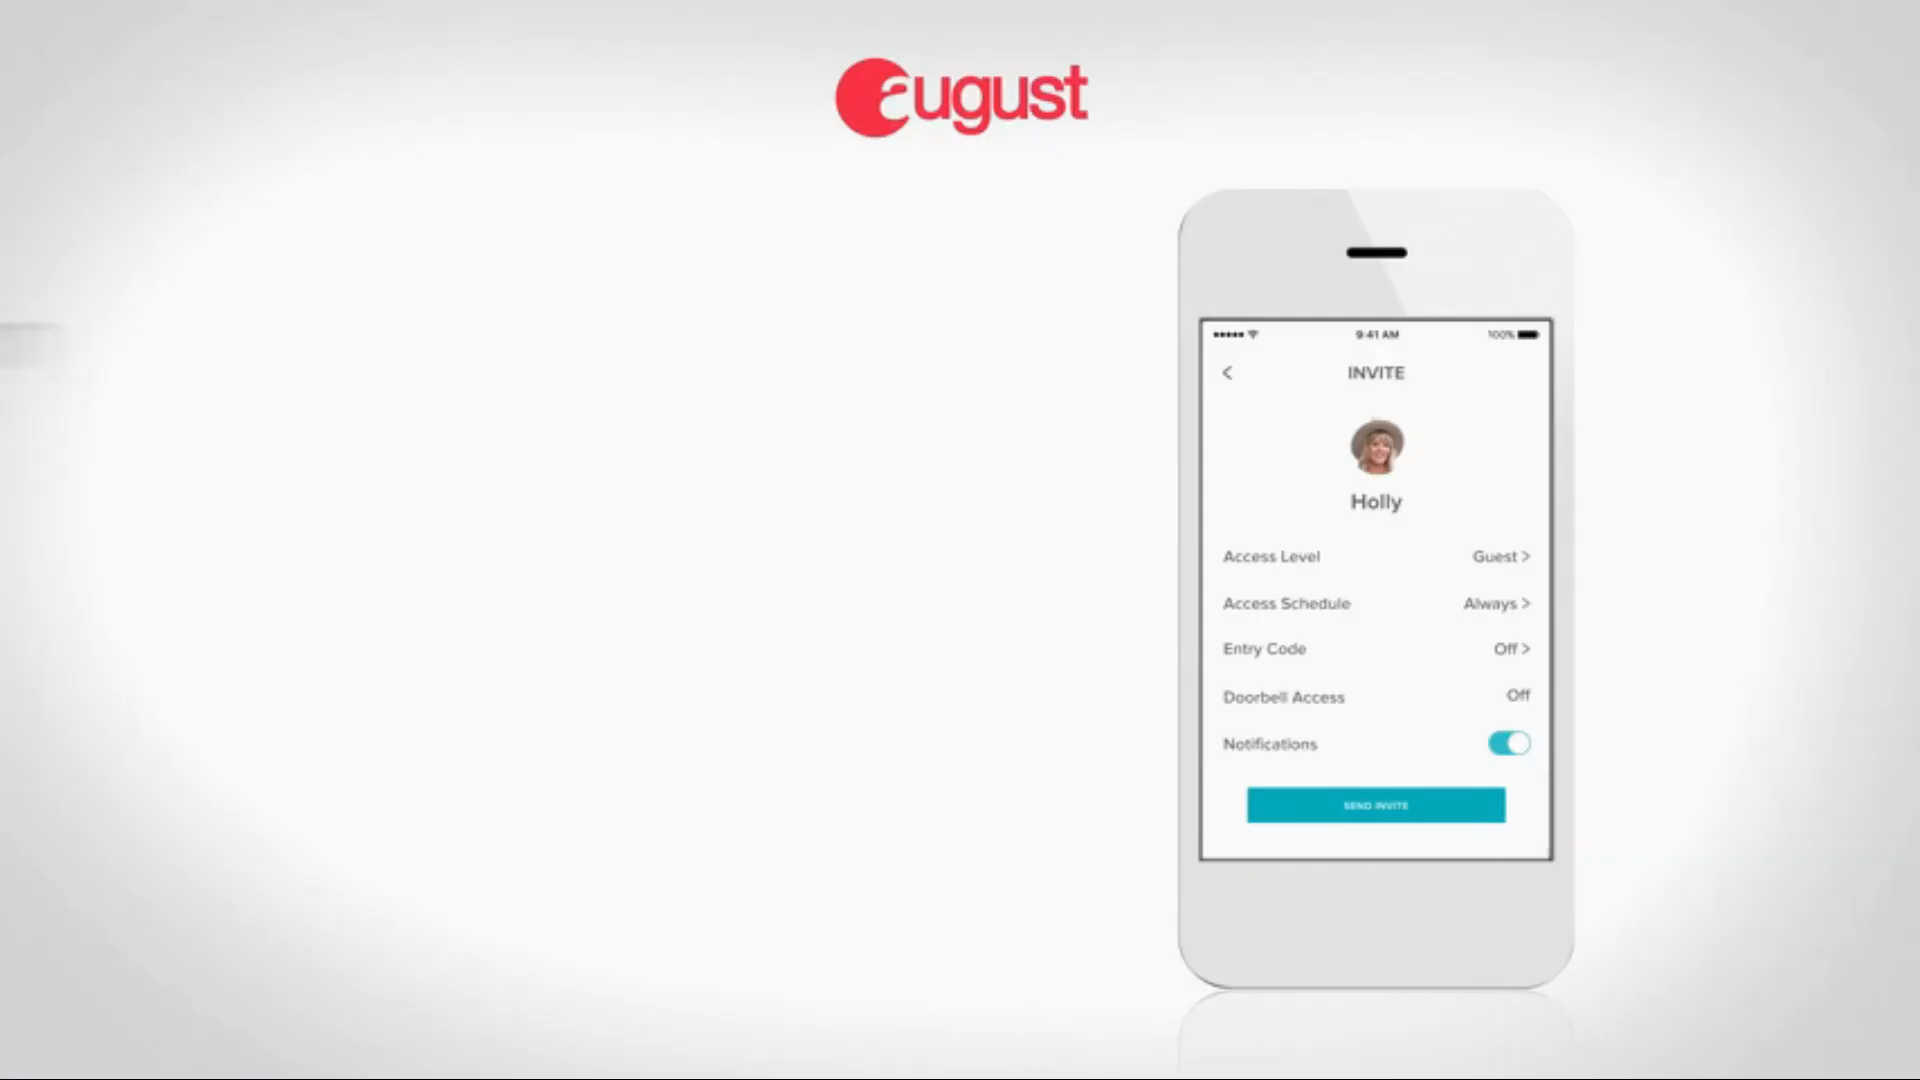 august
9:41 AM 100%
INVITE
Holly
Access Level Guest >
Access Schedule Always >
Entry Code Off >
Doorbell Access Off
Notifications
SEND INVITE